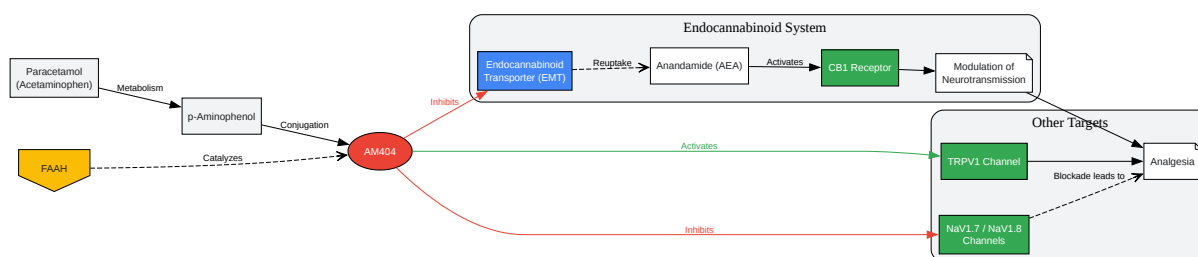 Endocannabinoid System
Paracetamol
(Acetaminophen)
Metabolism
p-Aminophenol
Conjugation
FAAH
Catalyzes
AM404
Inhibits
Endocannabinoid
Transporter (EMT)
Reuptake
Anandamide (AEA)
Activates
CB1 Receptor
Modulation of
Neurotransmission
Other Targets
Activates
TRPV1 Channel
Analgesia
Blockade leads to
Inhibits
NaV1.7 / NaV1.8
Channels